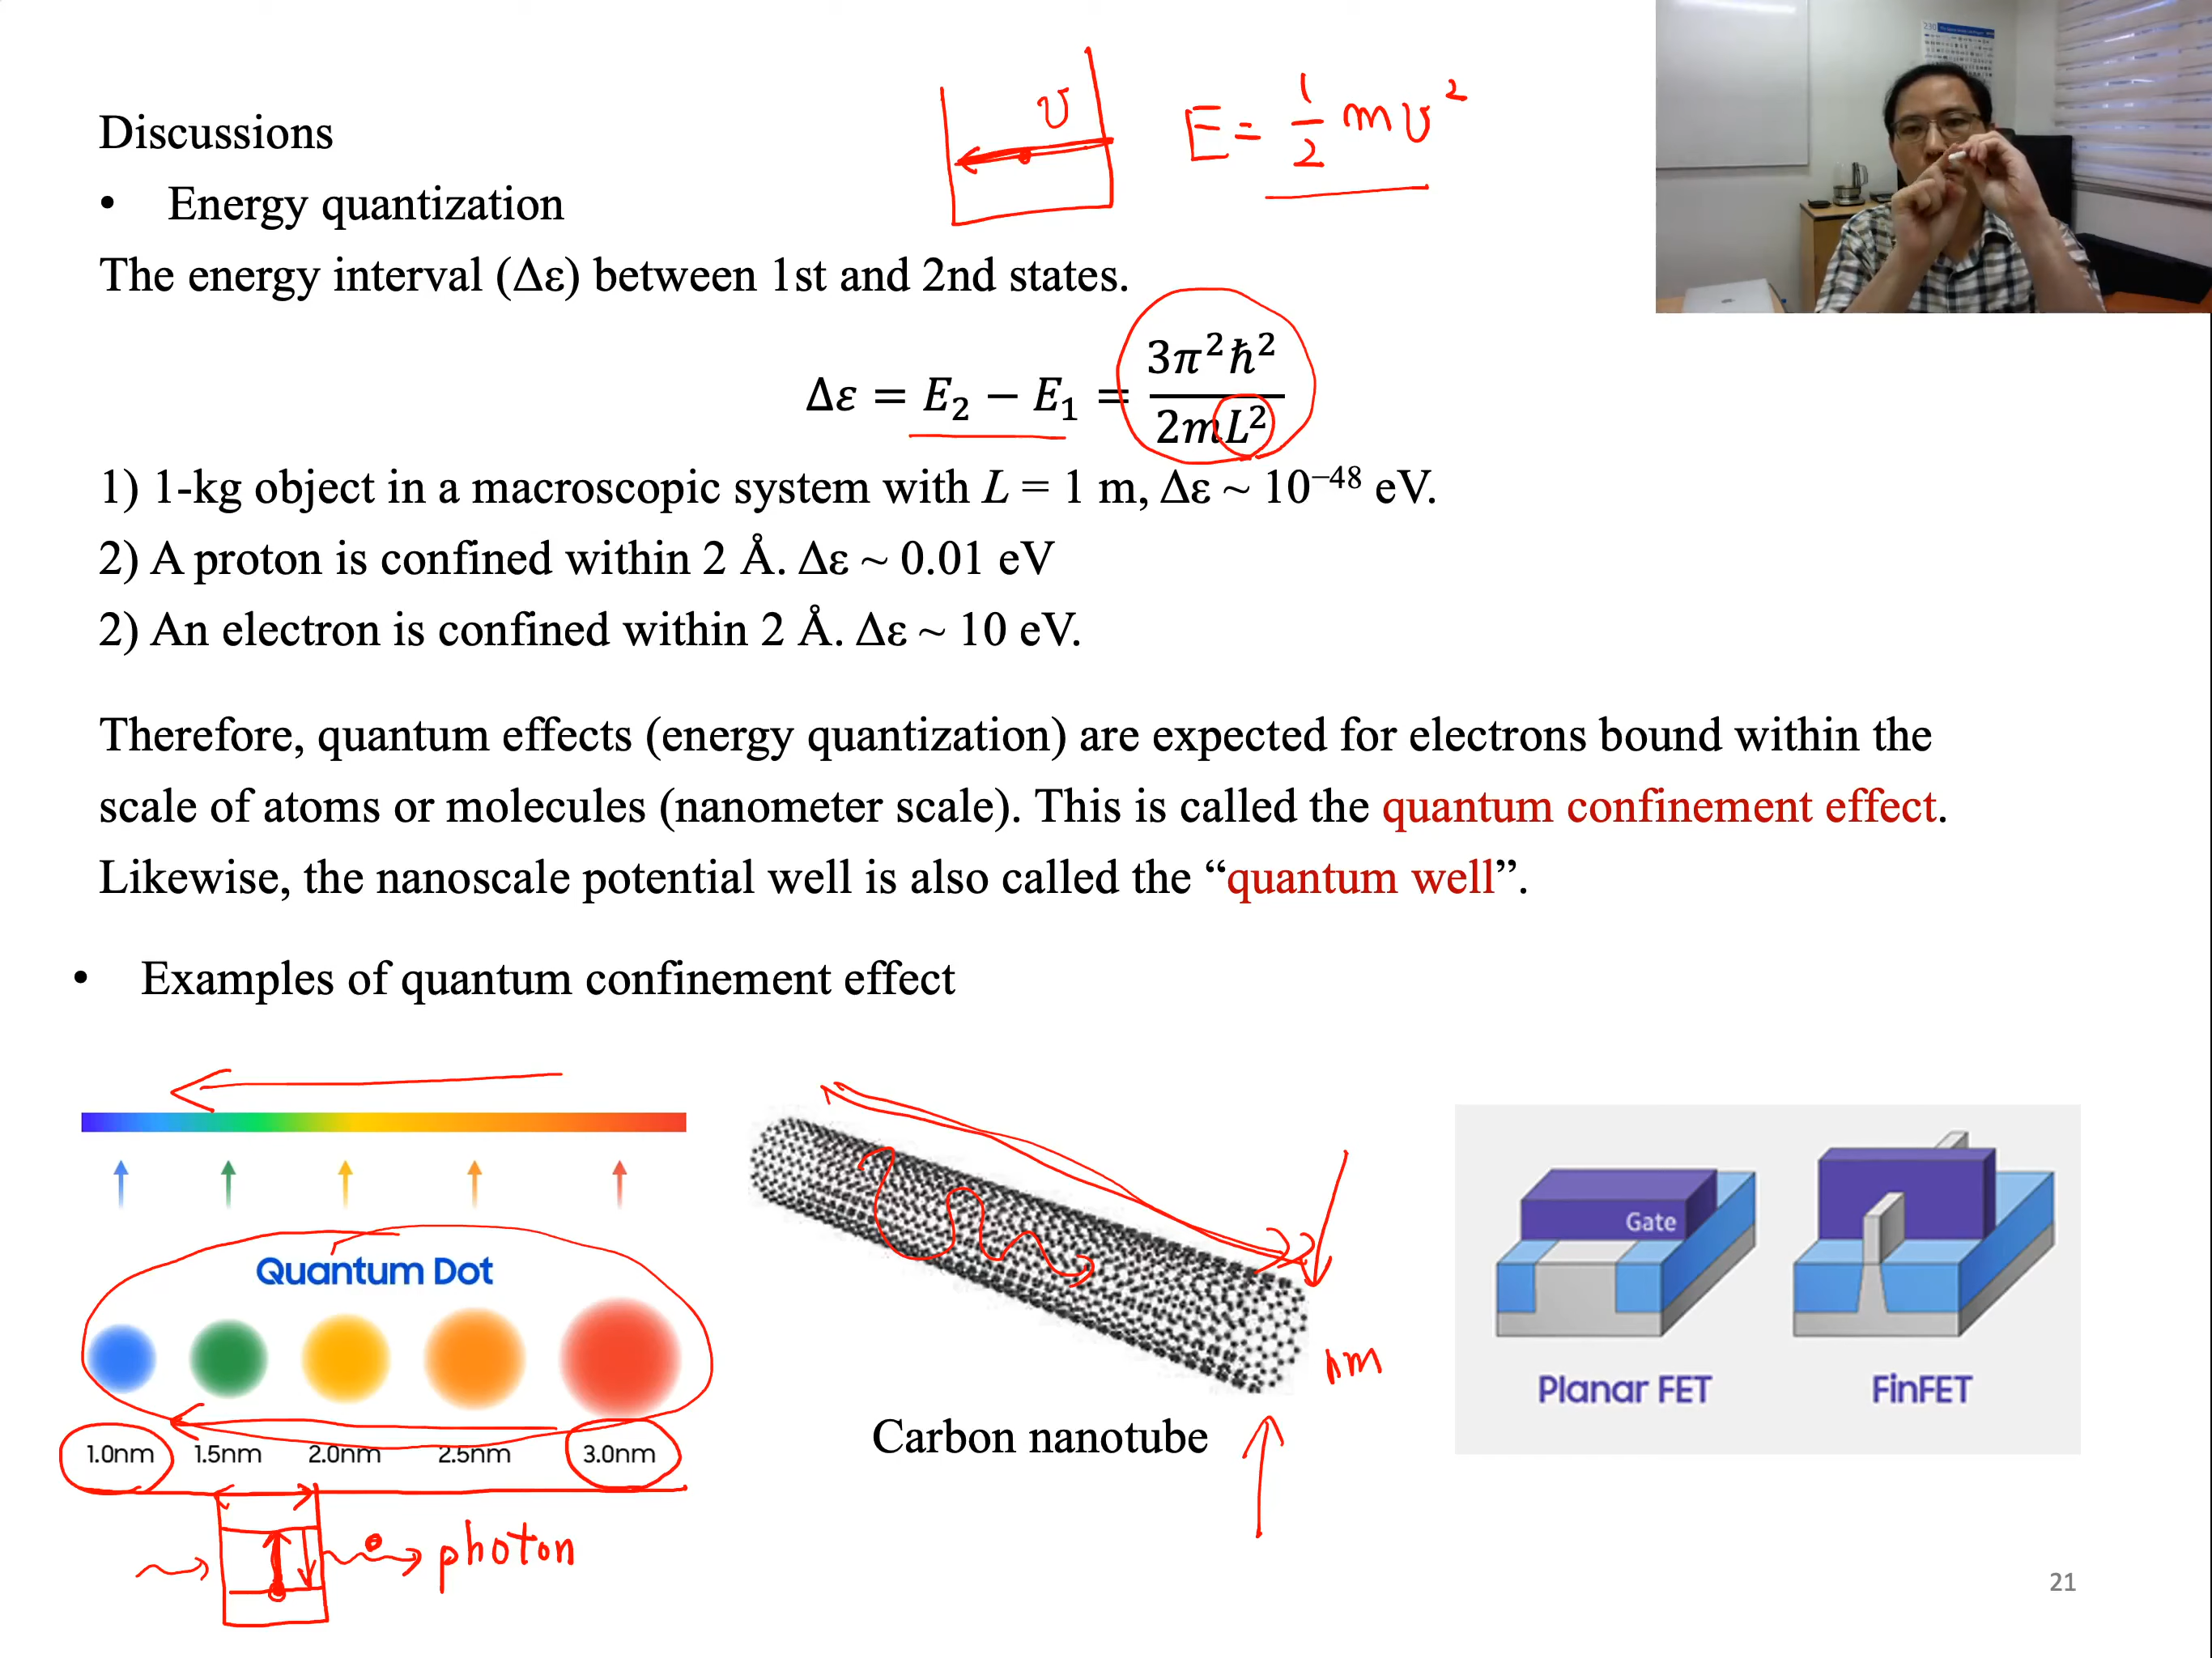 Discussions
• Energy quantization
The energy interval (Δε) between 1st and 2nd states.
υ
E = 1/2 mυ²
Δε = E₂ − E₁ = 3π²ℏ² / 2mL²
1) 1-kg object in a macroscopic system with L = 1 m, Δε ~ 10⁻⁴⁸ eV.
2) A proton is confined within 2 Å. Δε ~ 0.01 eV
2) An electron is confined within 2 Å. Δε ~ 10 eV.
Therefore, quantum effects (energy quantization) are expected for electrons bound within the
scale of atoms or molecules (nanometer scale). This is called the quantum confinement effect.
Likewise, the nanoscale potential well is also called the “quantum well”.
• Examples of quantum confinement effect
Quantum Dot
1.0nm 1.5nm 2.0nm 2.5nm 3.0nm
photon
nm
Carbon nanotube
Gate
Planar FET FinFET
21